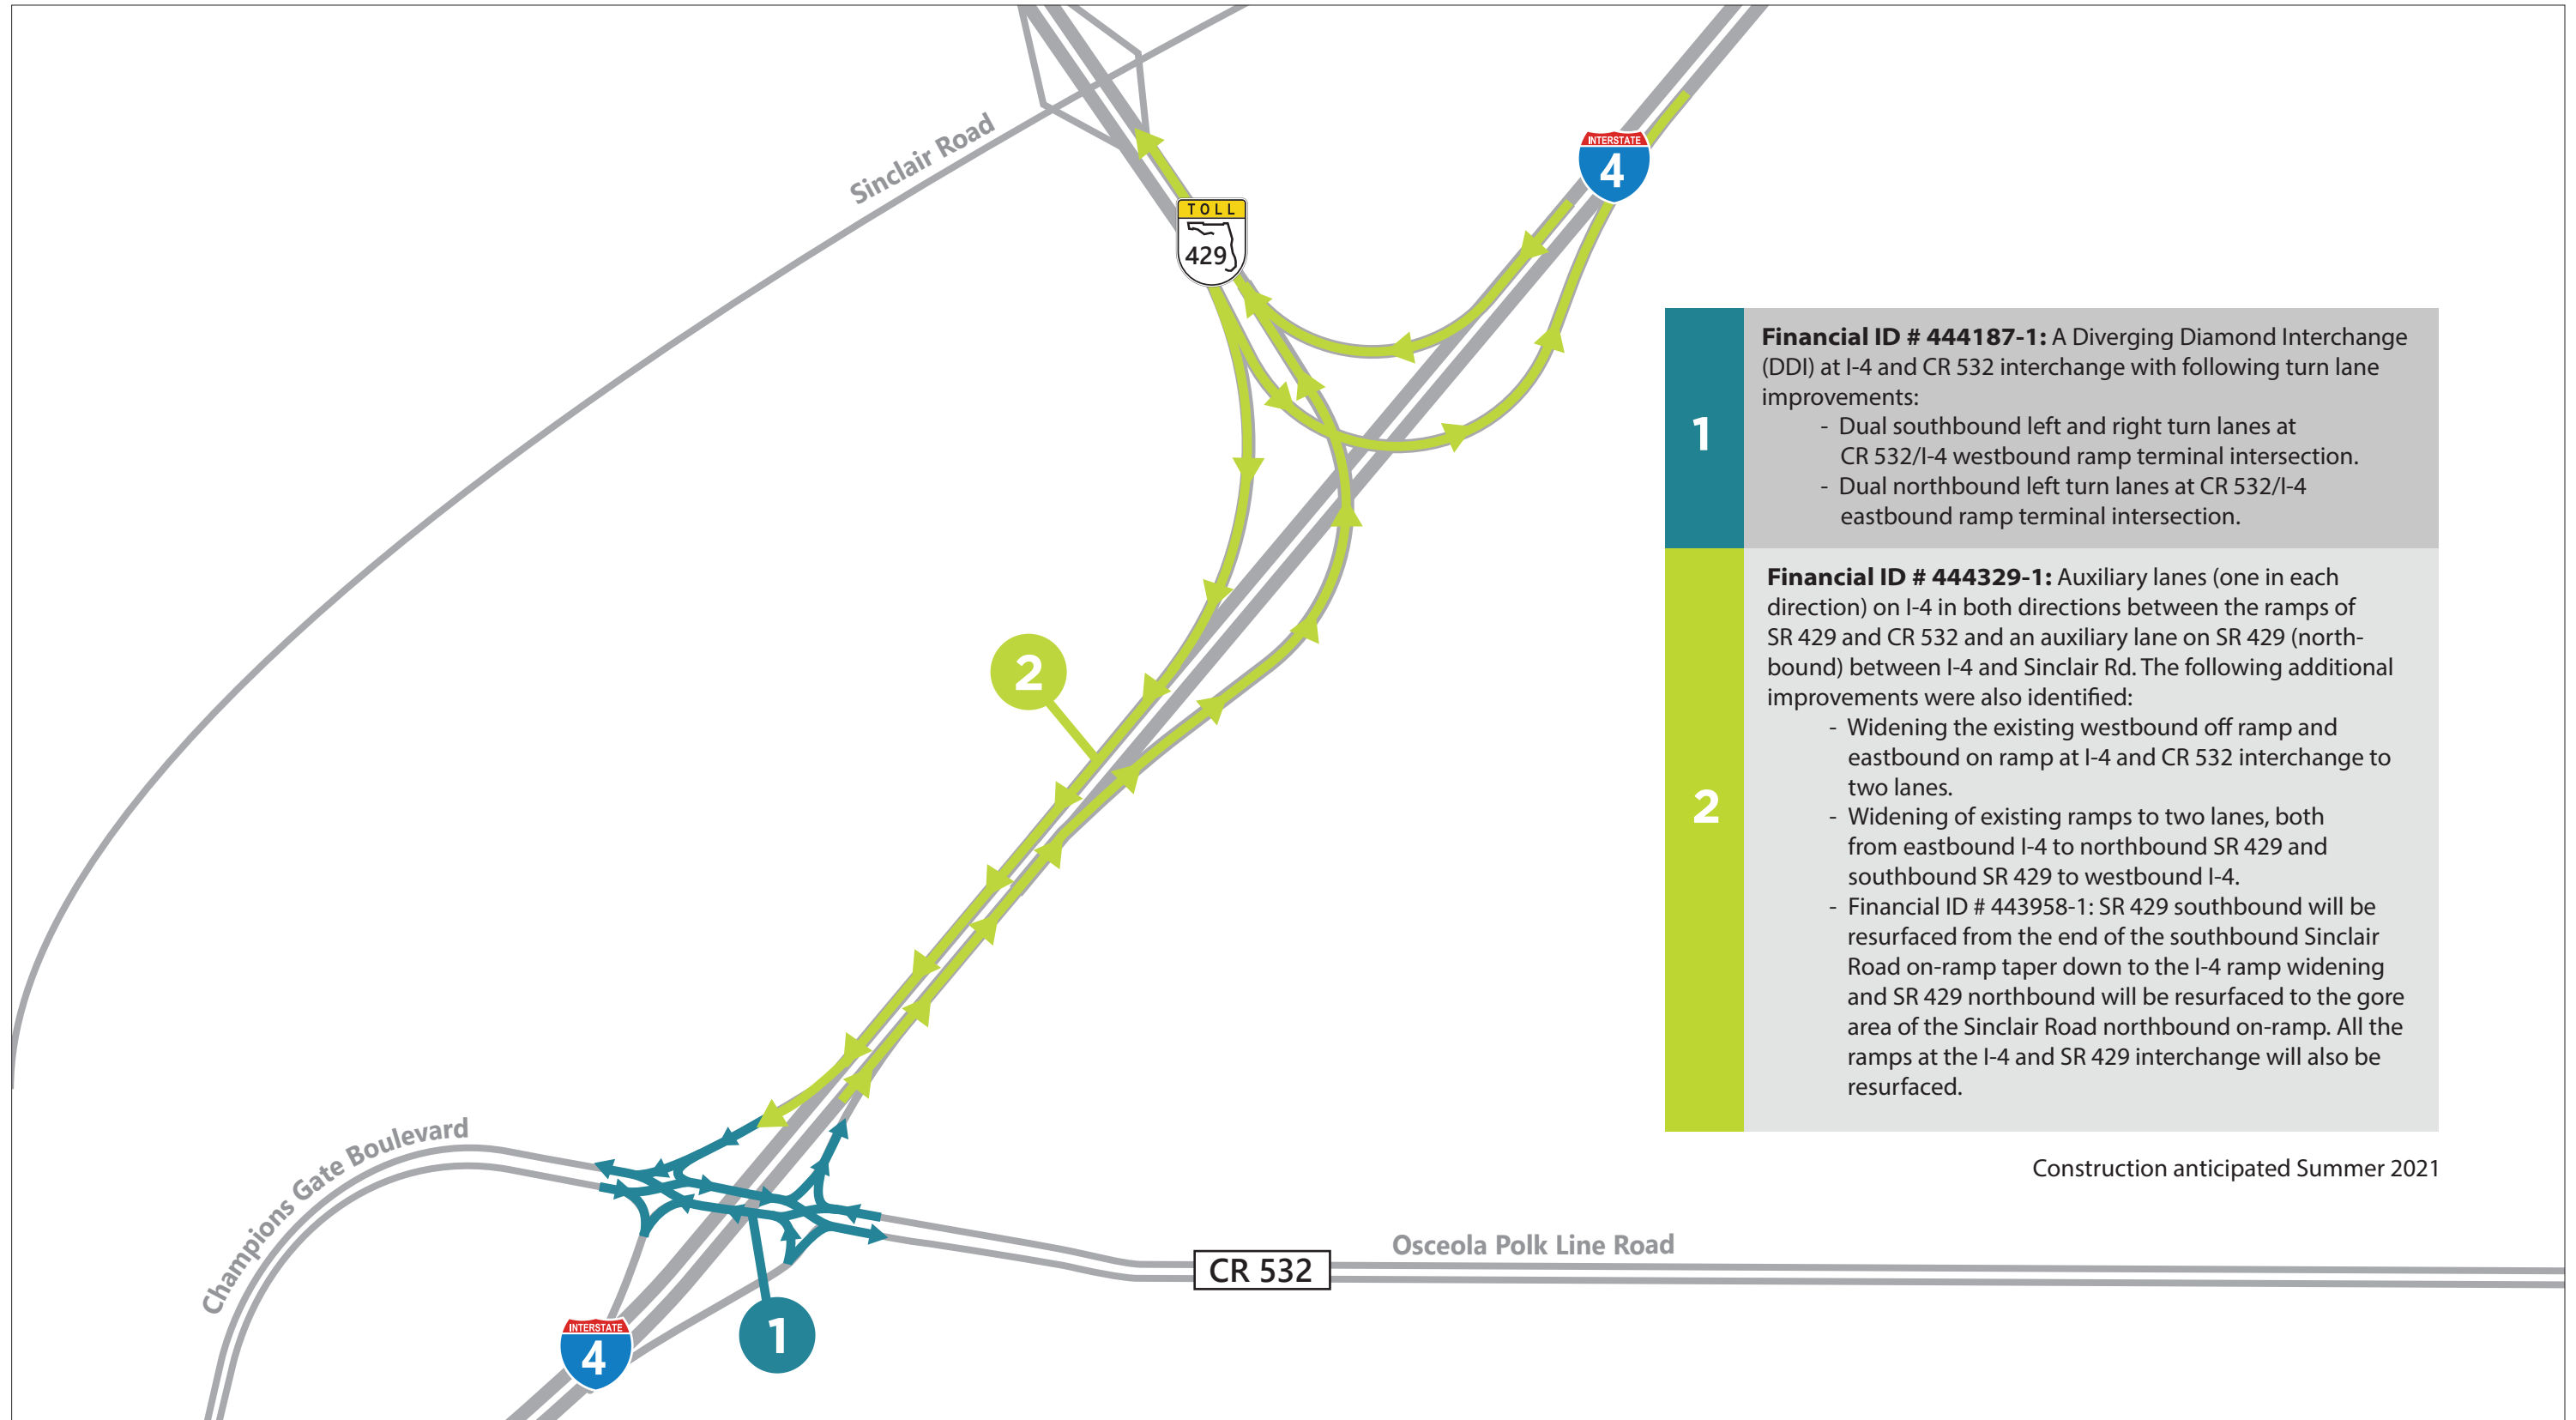 Sinclair Road
INTERSTATE
4
TOLL
429
1
Financial ID # 444187-1: A Diverging Diamond Interchange
(DDI) at I-4 and CR 532 interchange with following turn lane
improvements:
- Dual southbound left and right turn lanes at
CR 532/I-4 westbound ramp terminal intersection.
- Dual northbound left turn lanes at CR 532/I-4
eastbound ramp terminal intersection.
2
Financial ID # 444329-1: Auxiliary lanes (one in each
direction) on I-4 in both directions between the ramps of
SR 429 and CR 532 and an auxiliary lane on SR 429 (north-
bound) between I-4 and Sinclair Rd. The following additional
improvements were also identified:
- Widening the existing westbound off ramp and
eastbound on ramp at I-4 and CR 532 interchange to
two lanes.
- Widening of existing ramps to two lanes, both
from eastbound I-4 to northbound SR 429 and
southbound SR 429 to westbound I-4.
- Financial ID # 443958-1: SR 429 southbound will be
resurfaced from the end of the southbound Sinclair
Road on-ramp taper down to the I-4 ramp widening
and SR 429 northbound will be resurfaced to the gore
area of the Sinclair Road northbound on-ramp. All the
ramps at the I-4 and SR 429 interchange will also be
resurfaced.
2
Construction anticipated Summer 2021
Champions Gate Boulevard
Osceola Polk Line Road
CR 532
1
INTERSTATE
4